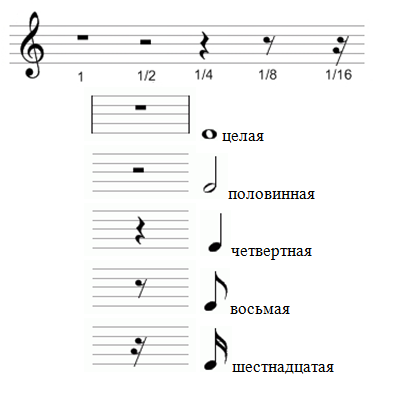 1 1/2 1/4 1/8 1/16
целая
половинная
четвертная
восьмая
шестнадцатая